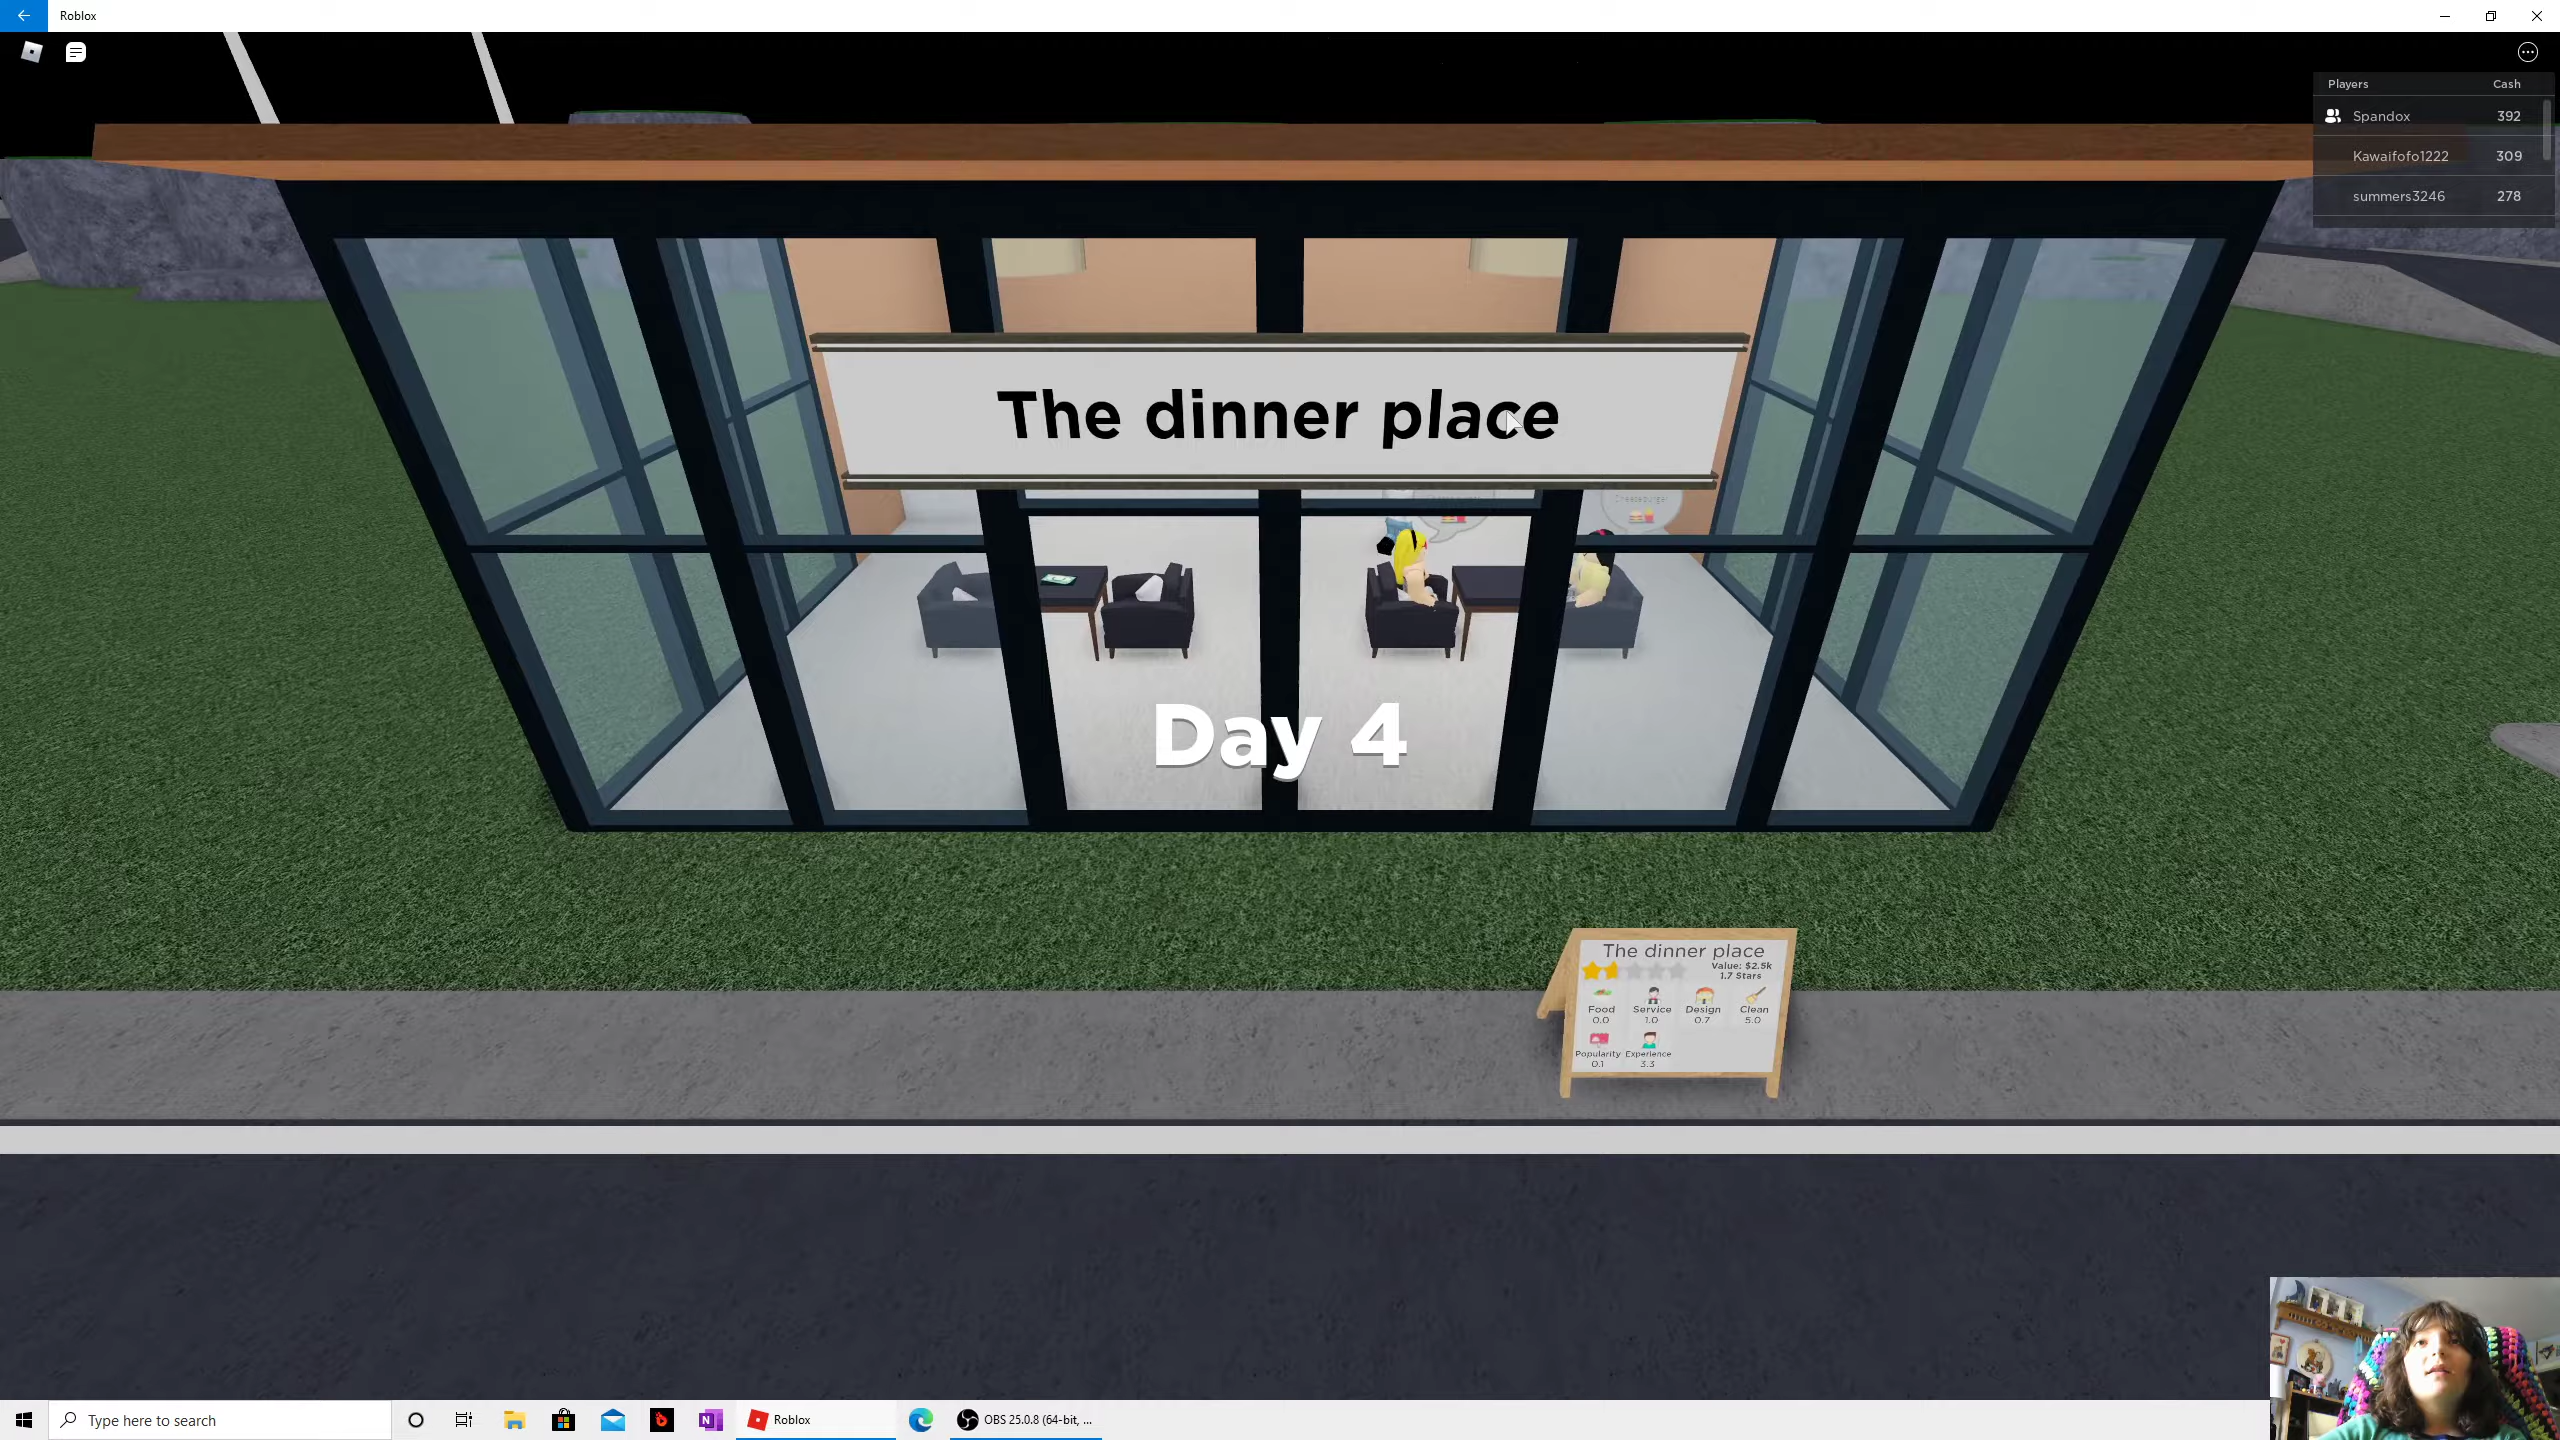 Roblox
Players Cash
Spandox 392
Kawaifofo1222 309
summers3246 278
The dinner place
Cheeseburger
Day 4
The dinner place
Value: $2.5k
1.7 Stars
Food Service Design Clean
0.0 1.0 0.7 5.0
Popularity Experience
0.1 3.3
Type here to search
Roblox
OBS 25.0.8 (64-bit, ...